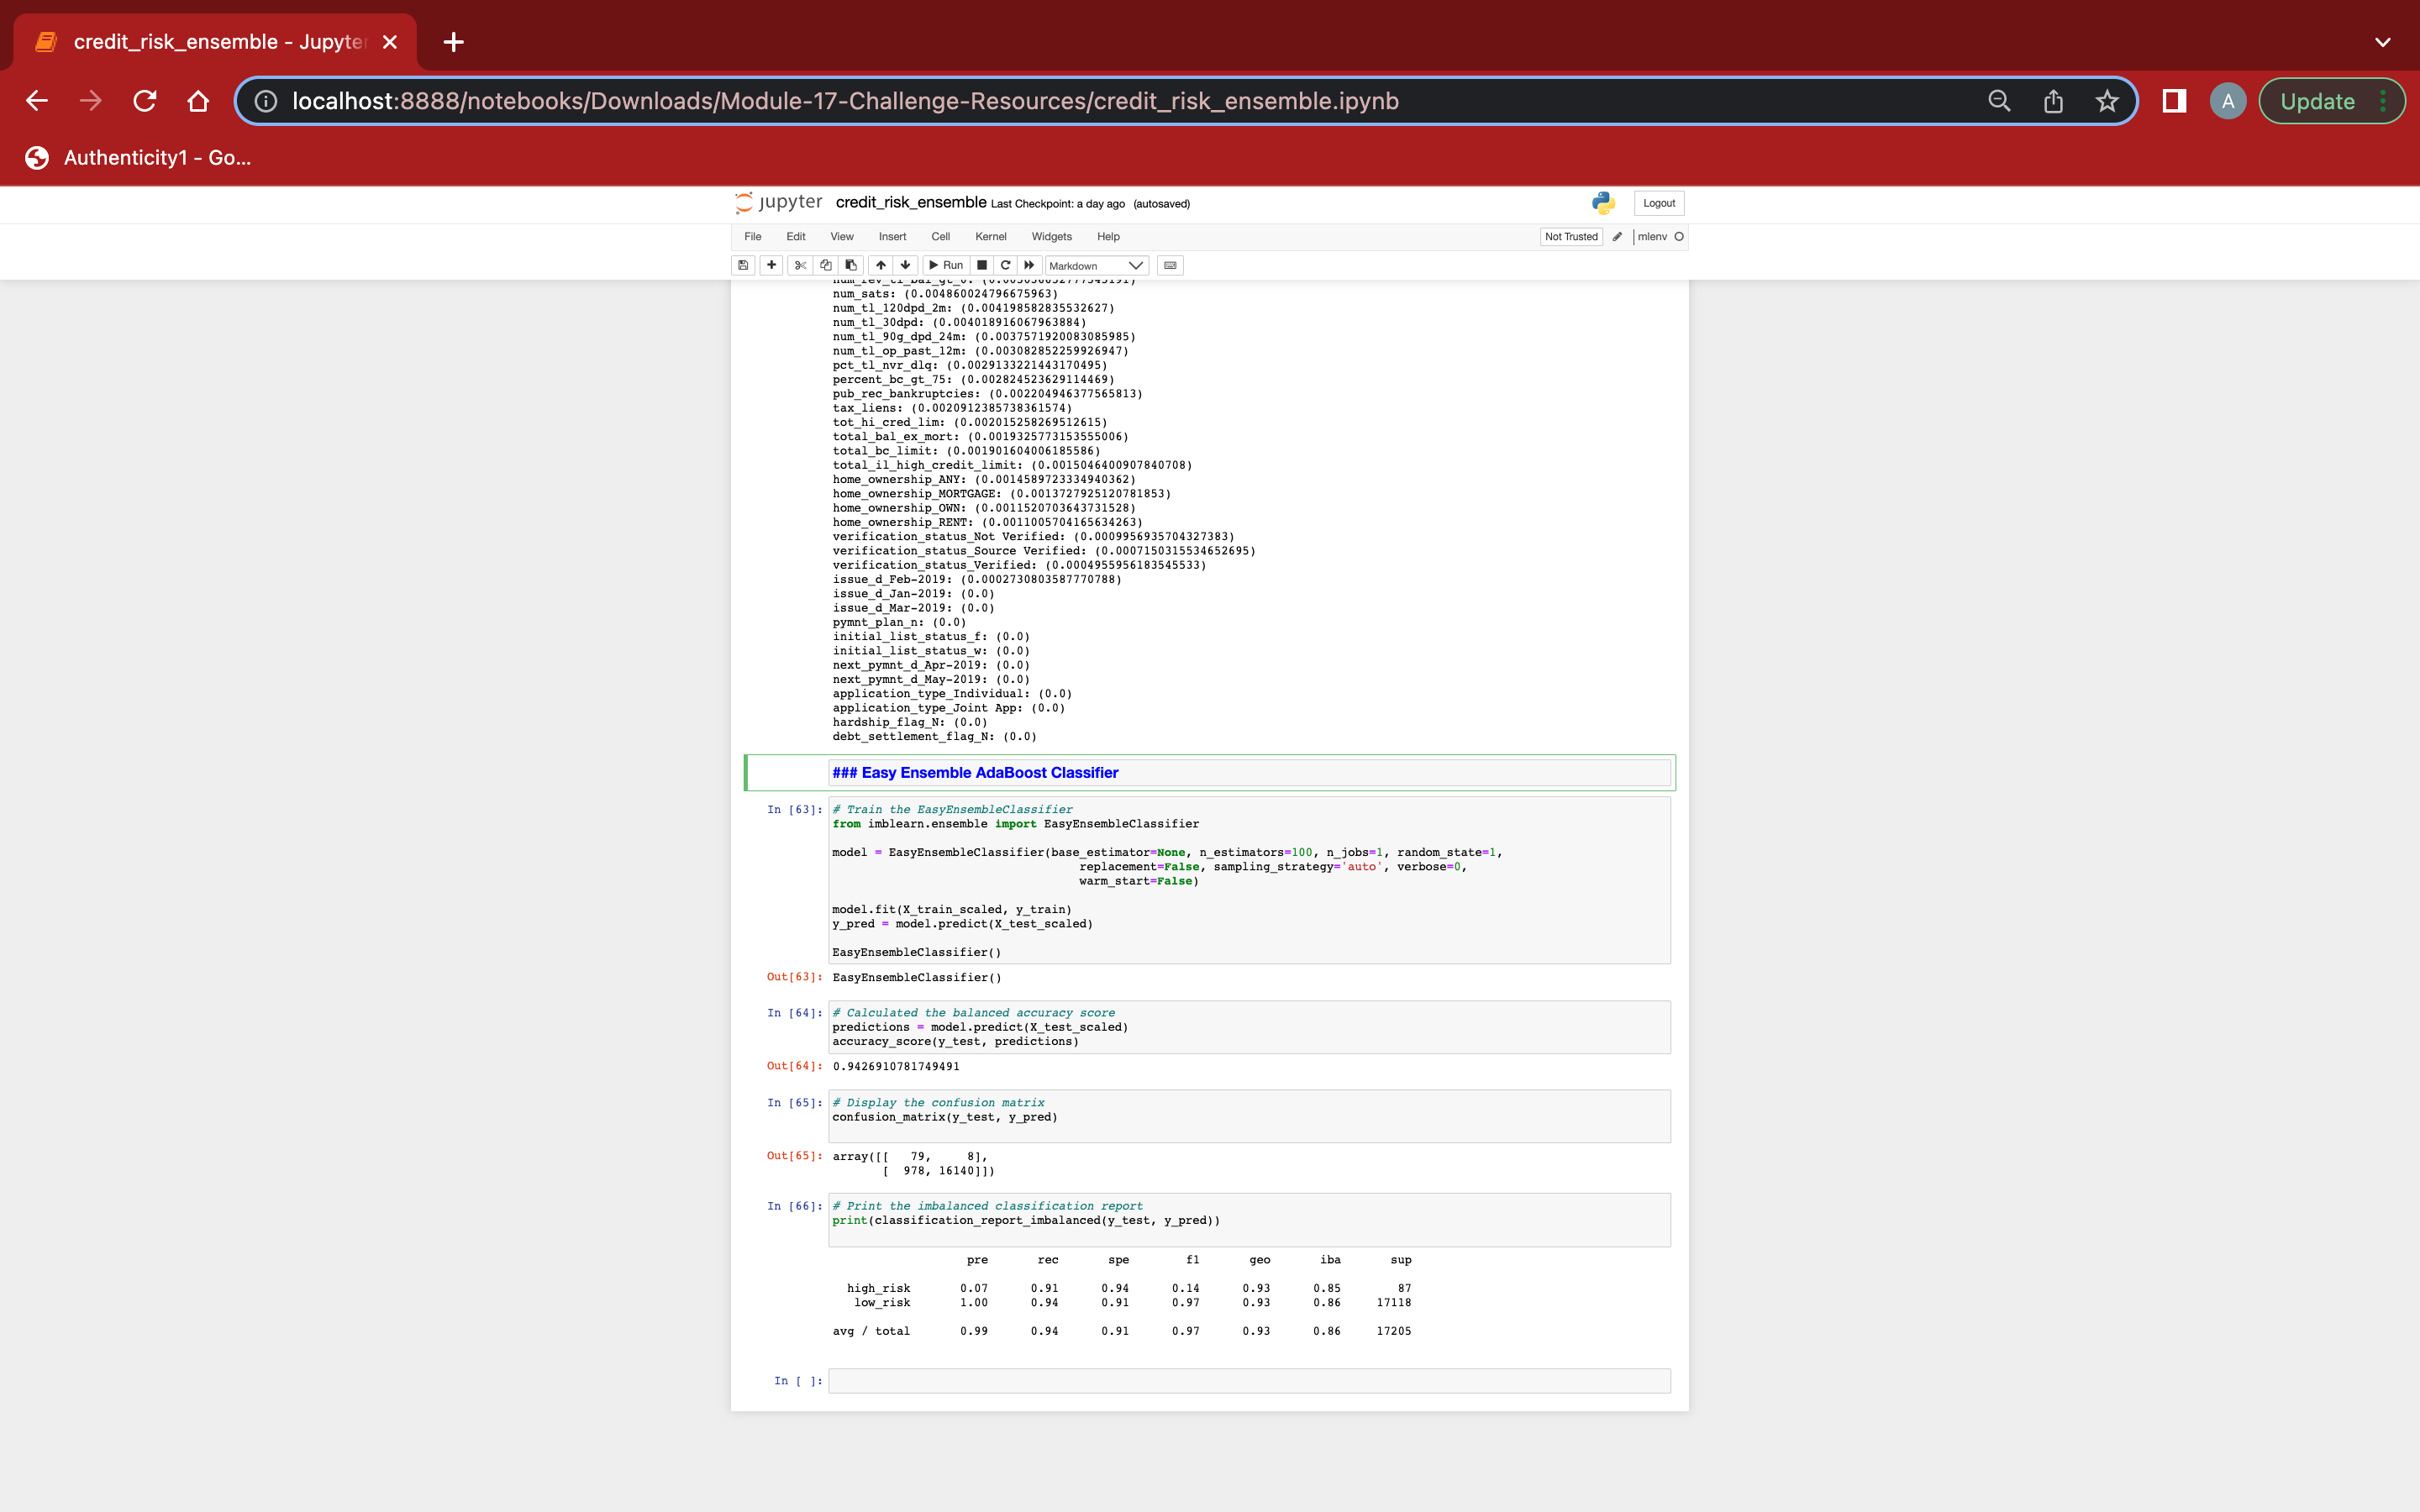 credit_risk_ensemble - Jupyte
localhost:8888/notebooks/Downloads/Module-17-Challenge-Resources/credit_risk_ensemble.ipynb
A
Update
Authenticity1 - Go...
jupyter credit_risk_ensemble Last Checkpoint: a day ago (autosaved)
Logout
File Edit View Insert Cell Kernel Widgets Help
Not Trusted
mlenv
Run
Markdown
num_sats: (0.004860024796675963)
num_tl_120dpd_2m: (0.004198582835532627)
num_tl_30dpd: (0.004018916067963884)
num_tl_90g_dpd_24m: (0.0037571920083085985)
num_tl_op_past_12m: (0.003082852259926947)
pct_tl_nvr_dlq: (0.0029133221443170495)
percent_bc_gt_75: (0.002824523629114469)
pub_rec_bankruptcies: (0.002204946377565813)
tax_liens: (0.0020912385738361574)
tot_hi_cred_lim: (0.002015258269512615)
total_bal_ex_mort: (0.0019325773153555006)
total_bc_limit: (0.001901604006185586)
total_il_high_credit_limit: (0.0015046400907840708)
home_ownership_ANY: (0.0014589723334940362)
home_ownership_MORTGAGE: (0.0013727925120781853)
home_ownership_OWN: (0.0011520703643731528)
home_ownership_RENT: (0.0011005704165634263)
verification_status_Not Verified: (0.0009956935704327383)
verification_status_Source Verified: (0.0007150315534652695)
verification_status_Verified: (0.0004955956183545533)
issue_d_Feb-2019: (0.0002730803587770788)
issue_d_Jan-2019: (0.0)
issue_d_Mar-2019: (0.0)
pymnt_plan_n: (0.0)
initial_list_status_f: (0.0)
initial_list_status_w: (0.0)
next_pymnt_d_Apr-2019: (0.0)
next_pymnt_d_May-2019: (0.0)
application_type_Individual: (0.0)
application_type_Joint App: (0.0)
hardship_flag_N: (0.0)
debt_settlement_flag_N: (0.0)
### Easy Ensemble AdaBoost Classifier
In [63]: # Train the EasyEnsembleClassifier
from imblearn.ensemble import EasyEnsembleClassifier
model = EasyEnsembleClassifier(base_estimator=None, n_estimators=100, n_jobs=1, random_state=1,
replacement=False, sampling_strategy='auto', verbose=0,
warm_start=False)
model.fit(X_train_scaled, y_train)
y_pred = model.predict(X_test_scaled)
EasyEnsembleClassifier()
Out[63]: EasyEnsembleClassifier()
In [64]: # Calculated the balanced accuracy score
predictions = model.predict(X_test_scaled)
accuracy_score(y_test, predictions)
Out[64]: 0.9426910781749491
In [65]: # Display the confusion matrix
confusion_matrix(y_test, y_pred)
Out[65]: array([[ 79, 8],
[ 978, 16140]])
In [66]: # Print the imbalanced classification report
print(classification_report_imbalanced(y_test, y_pred))
pre rec spe f1 geo iba sup
high_risk 0.07 0.91 0.94 0.14 0.93 0.85 87
low_risk 1.00 0.94 0.91 0.97 0.93 0.86 17118
avg / total 0.99 0.94 0.91 0.97 0.93 0.86 17205
In [ ]: